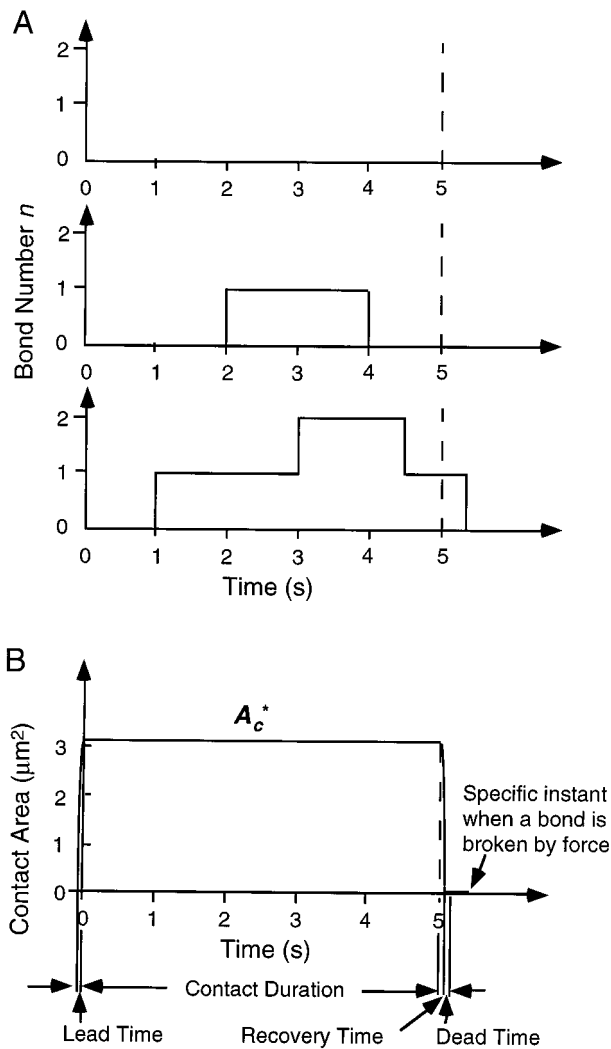 A
2
1
0
0 1 2 3 4 5
Bond Number n
2
1
0
0 1 2 3 4 5
2
1
0
0 1 2 3 4 5
Time (s)
B
Contact Area (μm²)
A_c*
3
2
1
0
0 1 2 3 4 5
Time (s)
Specific instant
when a bond is
broken by force
Contact Duration
Lead Time
Recovery Time
Dead Time